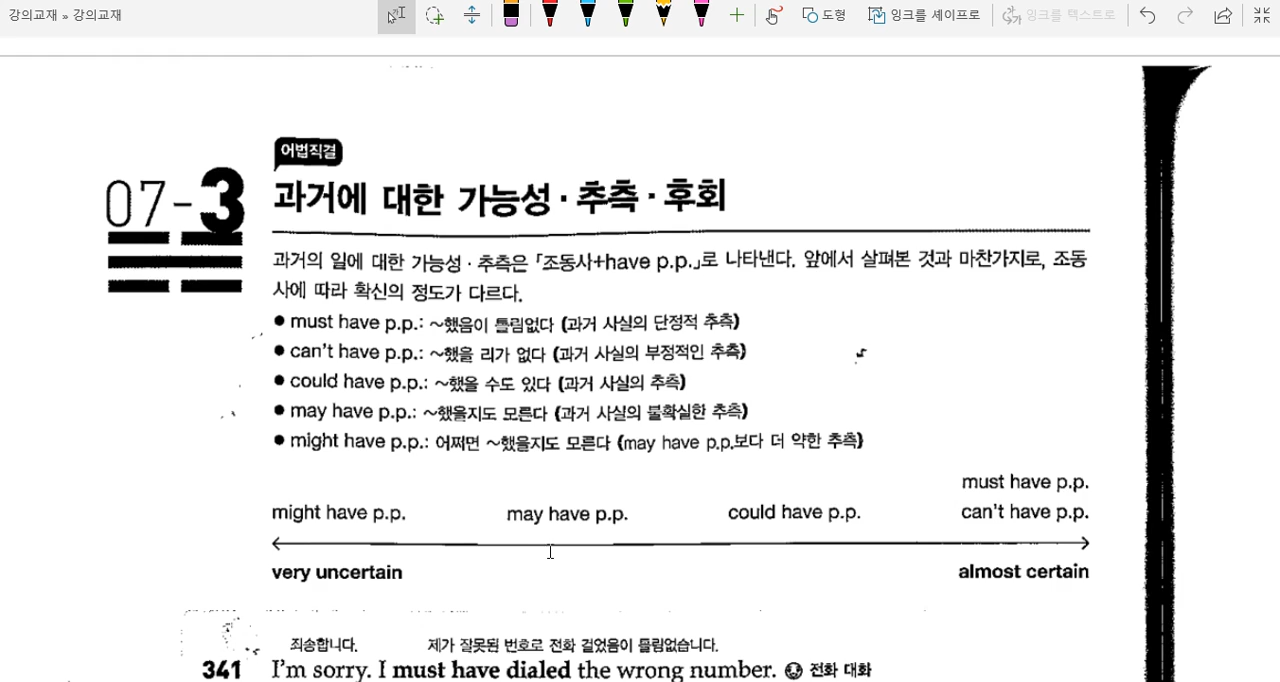 강의교재 » 강의교재
도형
잉크를 셰이프로
잉크를 텍스트로
어법직결
07-3
과거에 대한 가능성 · 추측 · 후회
과거의 일에 대한 가능성 · 추측은 「조동사+have p.p.」로 나타낸다. 앞에서 살펴본 것과 마찬가지로, 조동
사에 따라 확신의 정도가 다르다.
● must have p.p.: ~했음이 틀림없다 (과거 사실의 단정적 추측)
● can't have p.p.: ~했을 리가 없다 (과거 사실의 부정적인 추측)
● could have p.p.: ~했을 수도 있다 (과거 사실의 추측)
● may have p.p.: ~했을지도 모른다 (과거 사실의 불확실한 추측)
● might have p.p.: 어쩌면 ~했을지도 모른다 (may have p.p.보다 더 약한 추측)
must have p.p.
might have p.p. may have p.p. could have p.p. can't have p.p.
very uncertain almost certain
죄송합니다. 제가 잘못된 번호로 전화 걸었음이 틀림없습니다.
341 I'm sorry. I must have dialed the wrong number. 전화 대화